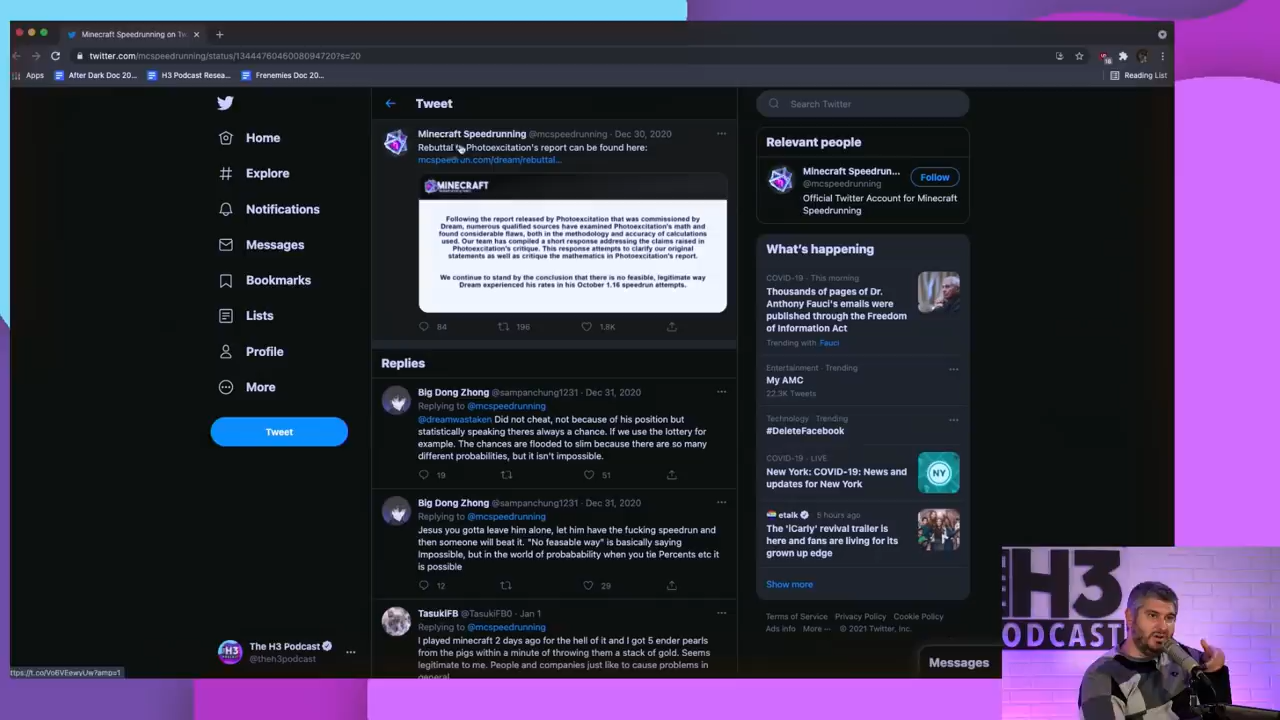 Minecraft Speedrunning on Tw
twitter.com/mcspeedrunning/status/1344476046008094720?s=20
Apps
After Dark Doc 20...
H3 Podcast Resea...
Frenemies Doc 20...
Reading List
Home
Explore
Notifications
Messages
Bookmarks
Lists
Profile
More
Tweet
The H3 Podcast
@theh3podcast
https://t.co/Vo6VEewyUw?amp=1
Tweet
Minecraft Speedrunning @mcspeedrunning · Dec 30, 2020
Rebuttal to Photoexcitation's report can be found here:
mcspeedrun.com/dream/rebuttal...
MINECRAFT
Following the report released by Photoexcitation that was commissioned by
Dream, numerous qualified sources have examined Photoexcitation's math and
found considerable flaws, both in the methodology and accuracy of calculations
used. Our team has compiled a short response addressing the claims raised in
Photoexcitation's critique. This response attempts to clarify our original
statements as well as critique the mathematics in Photoexcitation's report.
We continue to stand by the conclusion that there is no feasible, legitimate way
Dream experienced his rates in his October 1.16 speedrun attempts.
84 196 1.8K
Replies
Big Dong Zhong @sampanchung1231 · Dec 31, 2020
Replying to @mcspeedrunning
@dreamwastaken Did not cheat, not because of his position but
statistically speaking theres always a chance. If we use the lottery for
example. The chances are flooded to slim because there are so many
different probabilities, but it isn't impossible.
19 51
Big Dong Zhong @sampanchung1231 · Dec 31, 2020
Replying to @mcspeedrunning
Jesus you gotta leave him alone, let him have the fucking speedrun and
then someone will beat it. "No feasable way" is basically saying
Impossible, but in the world of probabability when you tie Percents etc it
is possible
12 29
TasukiFB @TasukiFB0 · Jan 1
Replying to @mcspeedrunning
I played minecraft 2 days ago for the hell of it and I got 5 ender pearls
from the pigs within a minute of throwing them a stack of gold. Seems
legitimate to me. People and companies just like to cause problems in
general
Search Twitter
Relevant people
Minecraft Speedrun...
@mcspeedrunning
Follow
Official Twitter Account for Minecraft
Speedrunning
What's happening
COVID-19 · This morning
Thousands of pages of Dr.
Anthony Fauci's emails were
published through the Freedom
of Information Act
Trending with Fauci
Entertainment · Trending
My AMC
22.3K Tweets
Technology · Trending
#DeleteFacebook
COVID-19 · LIVE
New York: COVID-19: News and
updates for New York
NY
etalk 5 hours ago
The 'iCarly' revival trailer is
here and fans are living for its
grown up edge
Show more
Terms of Service Privacy Policy Cookie Policy
Ads info More ··· © 2021 Twitter, Inc.
Messages
H3
PODCAST